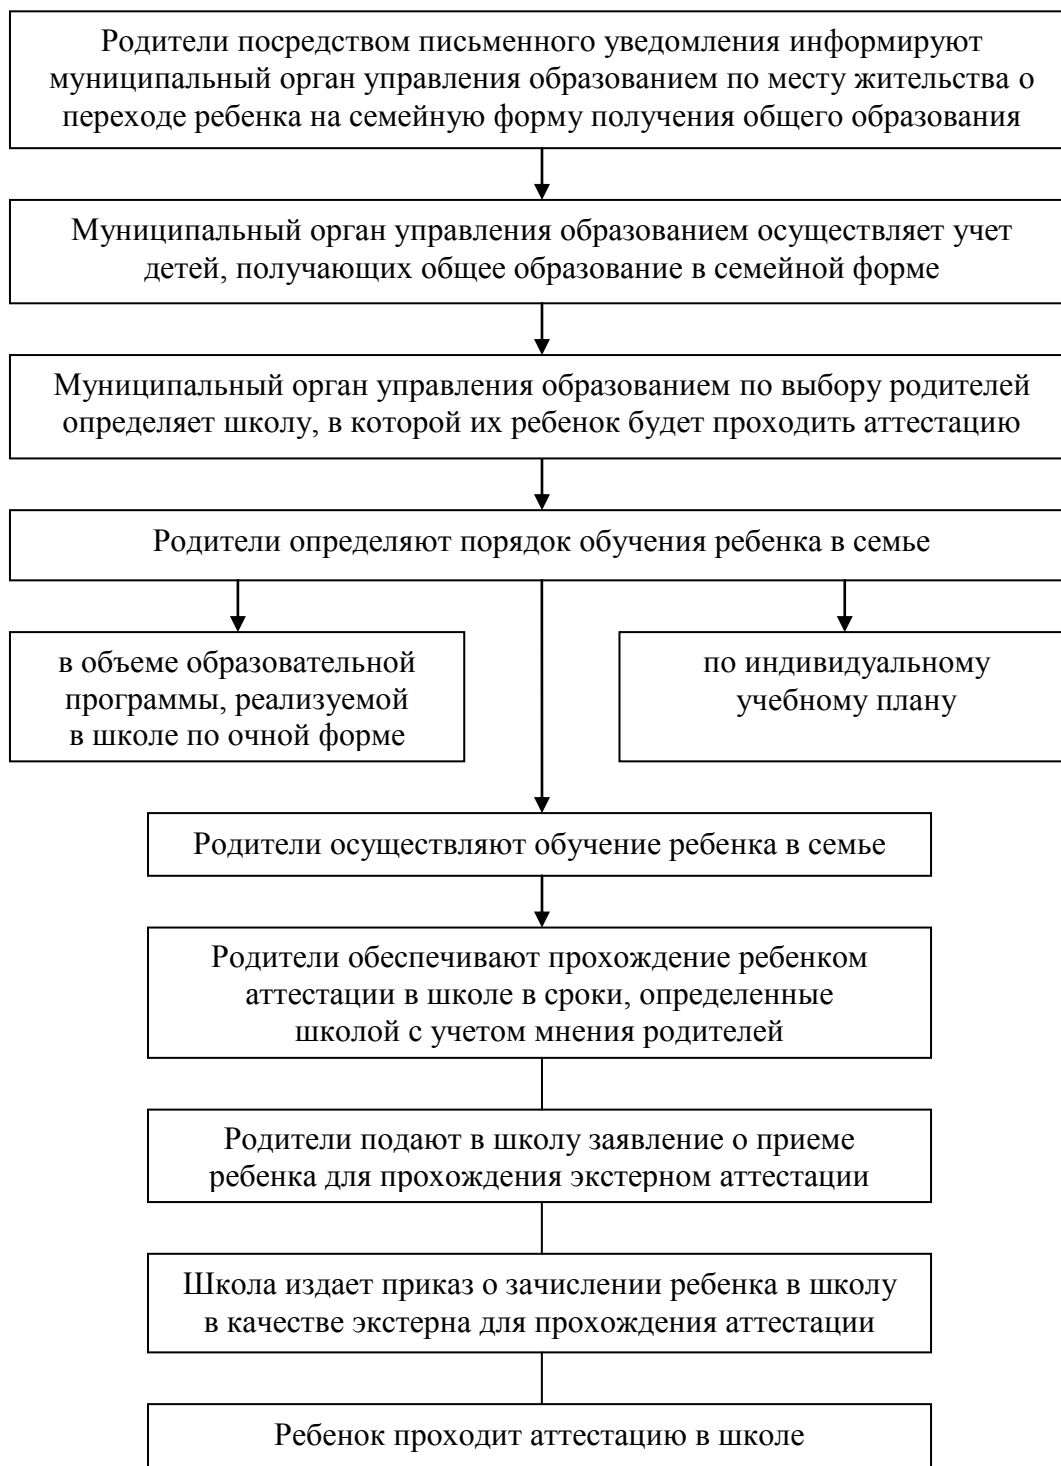 Родители посредством письменного уведомления информируют
муниципальный орган управления образованием по месту жительства о
переходе ребенка на семейную форму получения общего образования
Муниципальный орган управления образованием осуществляет учет
детей, получающих общее образование в семейной форме
Муниципальный орган управления образованием по выбору родителей
определяет школу, в которой их ребенок будет проходить аттестацию
Родители определяют порядок обучения ребенка в семье
в объеме образовательной
программы, реализуемой
в школе по очной форме
по индивидуальному
учебному плану
Родители осуществляют обучение ребенка в семье
Родители обеспечивают прохождение ребенком
аттестации в школе в сроки, определенные
школой с учетом мнения родителей
Родители подают в школу заявление о приеме
ребенка для прохождения экстерном аттестации
Школа издает приказ о зачислении ребенка в школу
в качестве экстерна для прохождения аттестации
Ребенок проходит аттестацию в школе